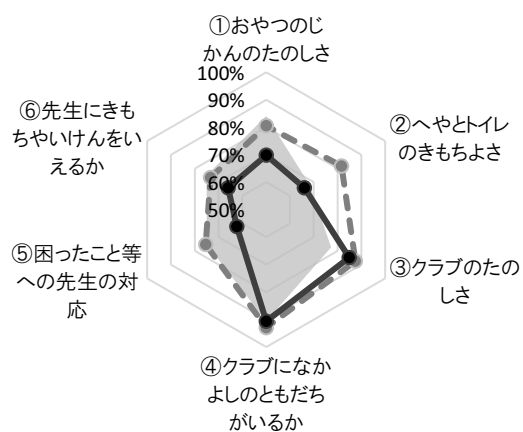 ①おやつのじ
かんのたのしさ
100%
90%
80%
70%
60%
50%
②へやとトイレ
のきもちよさ
③クラブのたの
しさ
④クラブになか
よしのともだち
がいるか
⑤困ったこと等
への先生の対
応
⑥先生にきも
ちやいけんをい
えるか